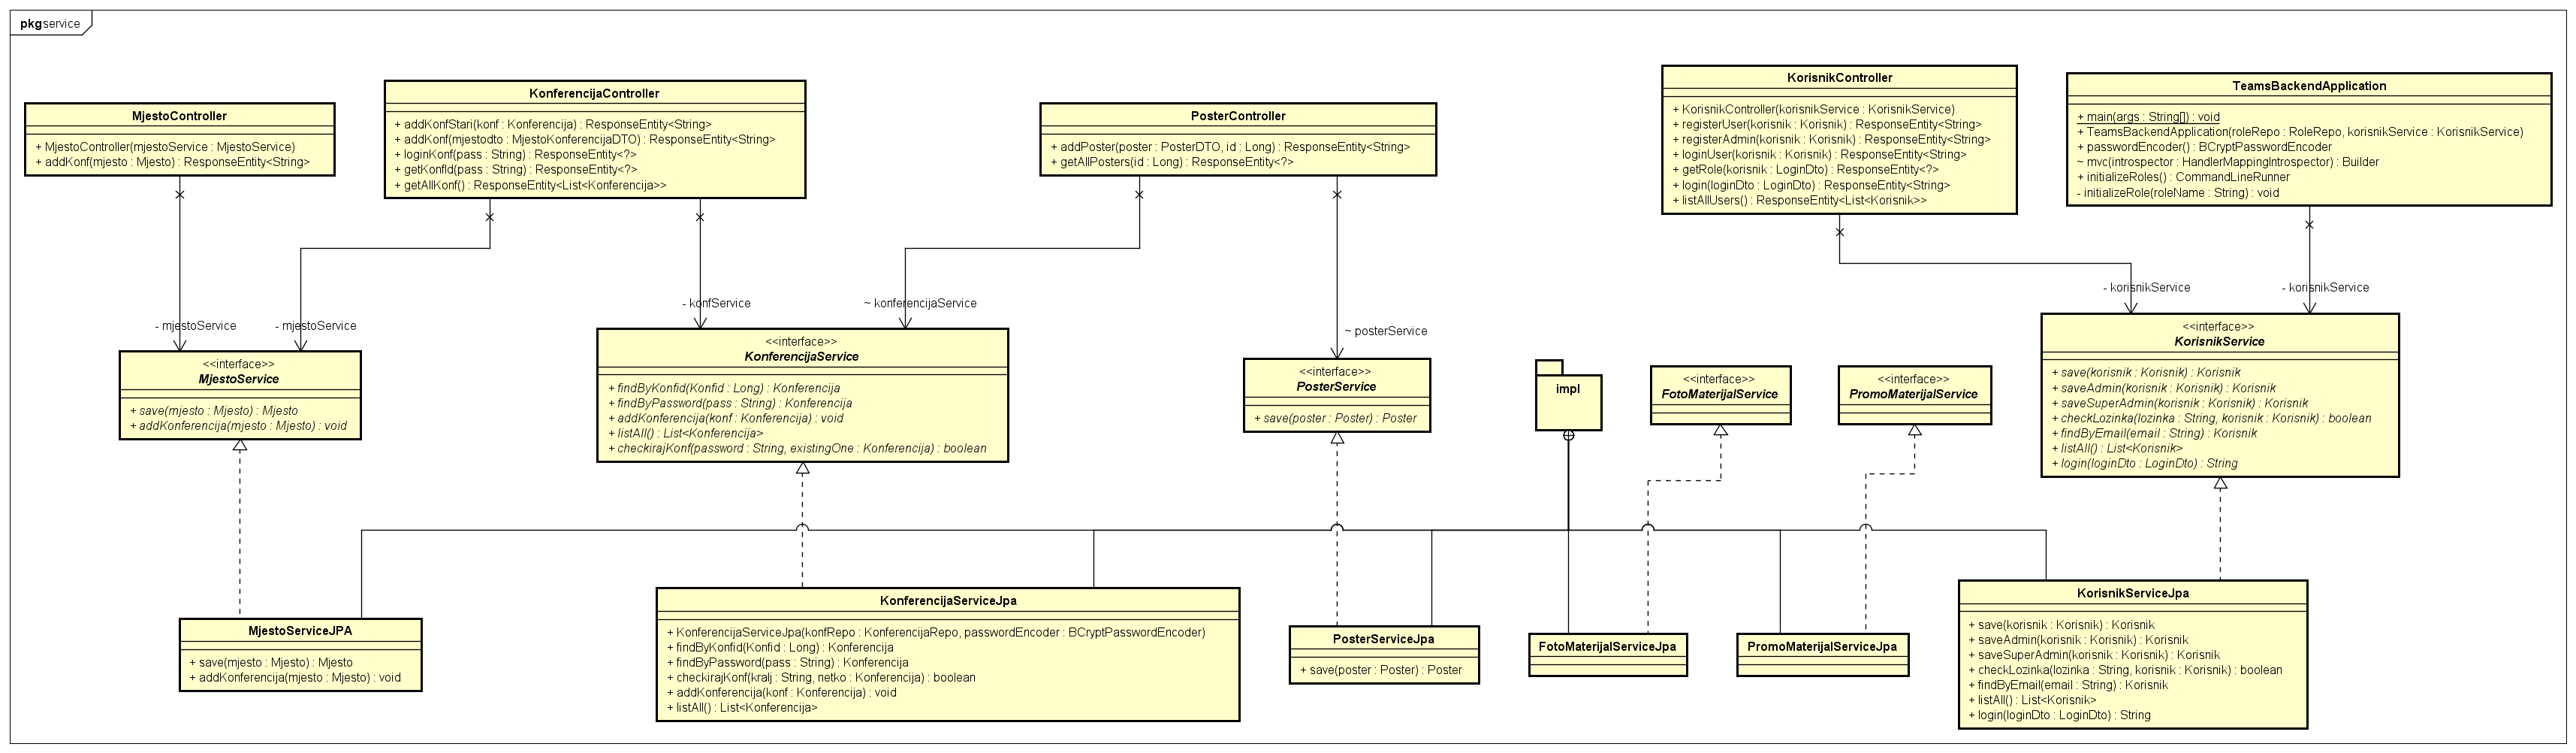 pkg service
MjestoController
+ MjestoController(mjestoService : MjestoService)
+ addKonf(mjesto : Mjesto) : ResponseEntity<String>
KonferencijaController
+ addKonfStari(konf : Konferencija) : ResponseEntity<String>
+ addKonf(mjestodto : MjestoKonferencijaDTO) : ResponseEntity<String>
+ loginKonf(pass : String) : ResponseEntity<?>
+ getKonfId(pass : String) : ResponseEntity<?>
+ getAllKonf() : ResponseEntity<List<Konferencija>>
PosterController
+ addPoster(poster : PosterDTO, id : Long) : ResponseEntity<String>
+ getAllPosters(id : Long) : ResponseEntity<?>
KorisnikController
+ KorisnikController(korisnikService : KorisnikService)
+ registerUser(korisnik : Korisnik) : ResponseEntity<String>
+ registerAdmin(korisnik : Korisnik) : ResponseEntity<String>
+ loginUser(korisnik : Korisnik) : ResponseEntity<String>
+ getRole(korisnik : LoginDto) : ResponseEntity<?>
+ login(loginDto : LoginDto) : ResponseEntity<String>
+ listAllUsers() : ResponseEntity<List<Korisnik>>
TeamsBackendApplication
+ main(args : String[]) : void
+ TeamsBackendApplication(roleRepo : RoleRepo, korisnikService : KorisnikService)
+ passwordEncoder() : BCryptPasswordEncoder
~ mvc(introspector : HandlerMappingIntrospector) : Builder
+ initializeRoles() : CommandLineRunner
- initializeRole(roleName : String) : void
- mjestoService
- mjestoService
- konfService
~ konferencijaService
~ posterService
- korisnikService
- korisnikService
<<interface>>
MjestoService
+ save(mjesto : Mjesto) : Mjesto
+ addKonferencija(mjesto : Mjesto) : void
<<interface>>
KonferencijaService
+ findByKonfid(Konfid : Long) : Konferencija
+ findByPassword(pass : String) : Konferencija
+ addKonferencija(konf : Konferencija) : void
+ listAll() : List<Konferencija>
+ checkirajKonf(password : String, existingOne : Konferencija) : boolean
<<interface>>
PosterService
+ save(poster : Poster) : Poster
impl
<<interface>>
FotoMaterijalService
<<interface>>
PromoMaterijalService
<<interface>>
KorisnikService
+ save(korisnik : Korisnik) : Korisnik
+ saveAdmin(korisnik : Korisnik) : Korisnik
+ saveSuperAdmin(korisnik : Korisnik) : Korisnik
+ checkLozinka(lozinka : String, korisnik : Korisnik) : boolean
+ findByEmail(email : String) : Korisnik
+ listAll() : List<Korisnik>
+ login(loginDto : LoginDto) : String
MjestoServiceJPA
+ save(mjesto : Mjesto) : Mjesto
+ addKonferencija(mjesto : Mjesto) : void
KonferencijaServiceJpa
+ KonferencijaServiceJpa(konfRepo : KonferencijaRepo, passwordEncoder : BCryptPasswordEncoder)
+ findByKonfid(Konfid : Long) : Konferencija
+ findByPassword(pass : String) : Konferencija
+ checkirajKonf(kralj : String, netko : Konferencija) : boolean
+ addKonferencija(konf : Konferencija) : void
+ listAll() : List<Konferencija>
PosterServiceJpa
+ save(poster : Poster) : Poster
FotoMaterijalServiceJpa
PromoMaterijalServiceJpa
KorisnikServiceJpa
+ save(korisnik : Korisnik) : Korisnik
+ saveAdmin(korisnik : Korisnik) : Korisnik
+ saveSuperAdmin(korisnik : Korisnik) : Korisnik
+ checkLozinka(lozinka : String, korisnik : Korisnik) : boolean
+ findByEmail(email : String) : Korisnik
+ listAll() : List<Korisnik>
+ login(loginDto : LoginDto) : String